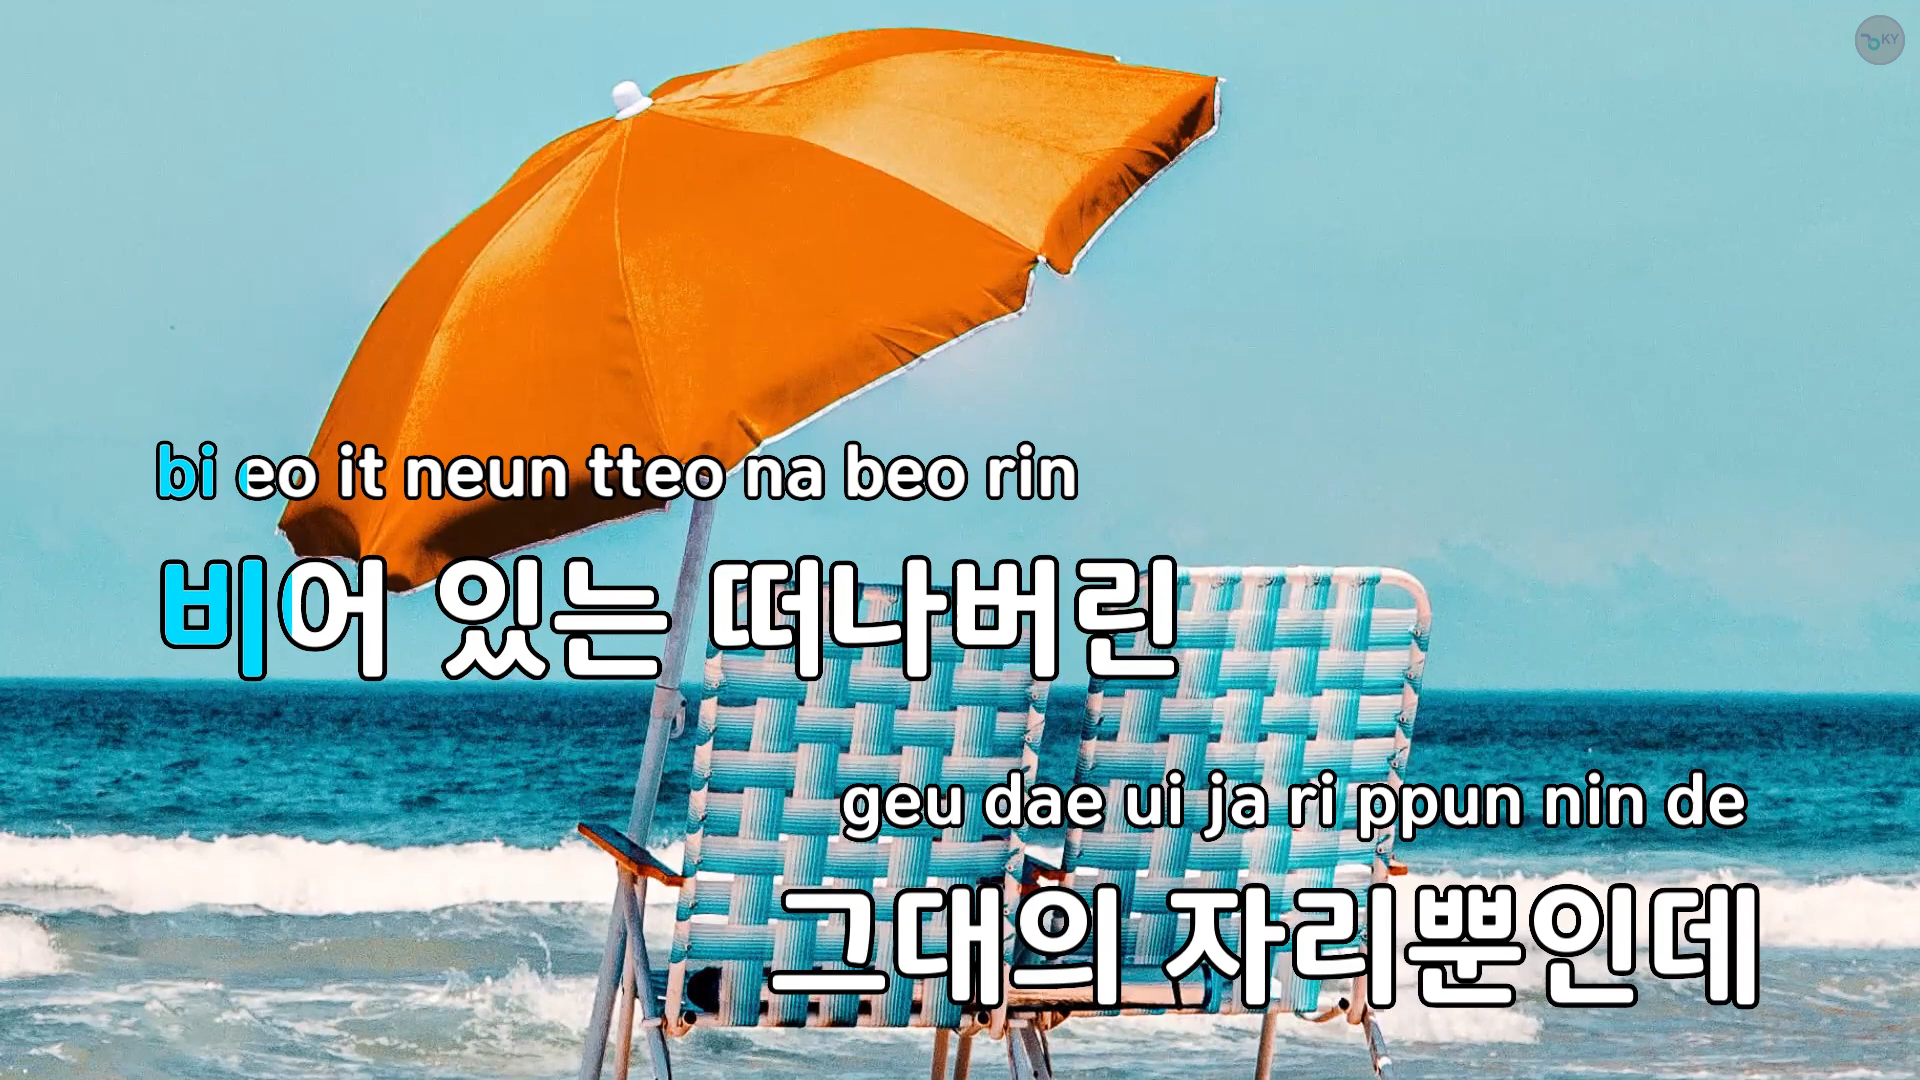 KY
bi eo it neun tteo na beo rin
비어 있는 떠나버린
geu dae ui ja ri ppun nin de
그대의 자리뿐인데